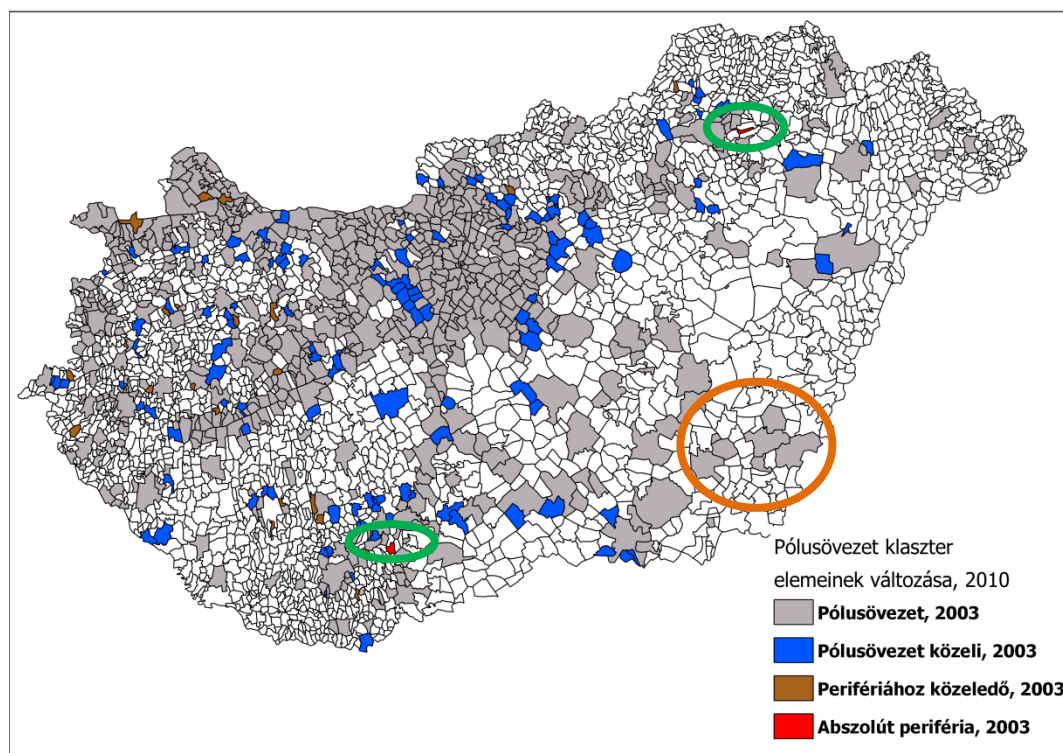 Pólusövezet klaszter
elemeinek változása, 2010
Pólusövezet, 2003
Pólusövezet közeli, 2003
Perifériához közeledő, 2003
Abszolút periféria, 2003